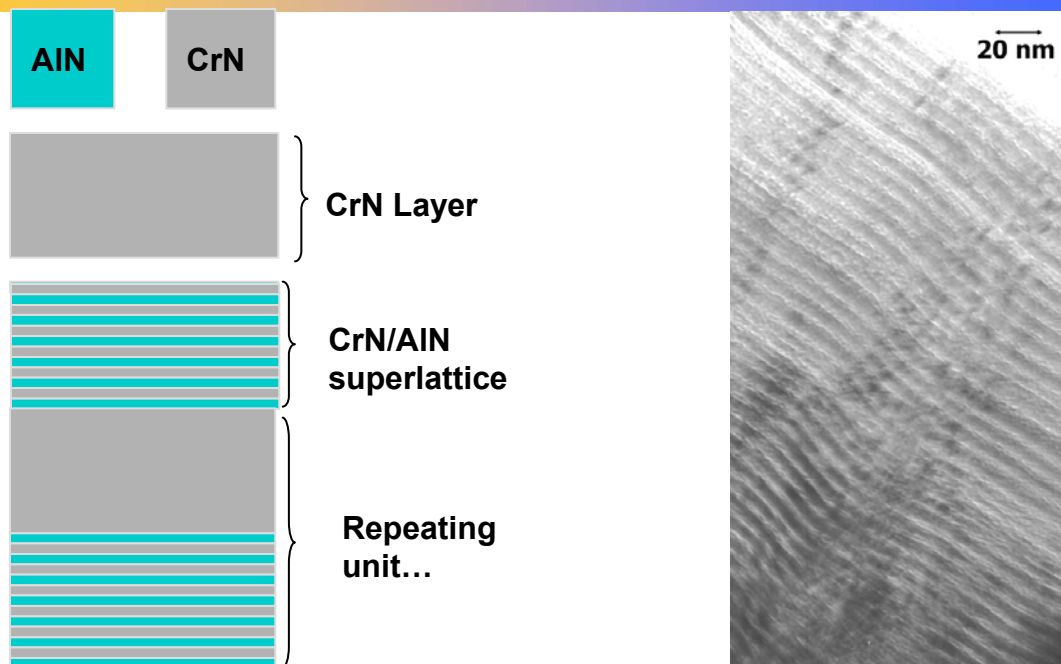 AlN
CrN
20 nm
CrN Layer
CrN/AlN
superlattice
Repeating
unit…